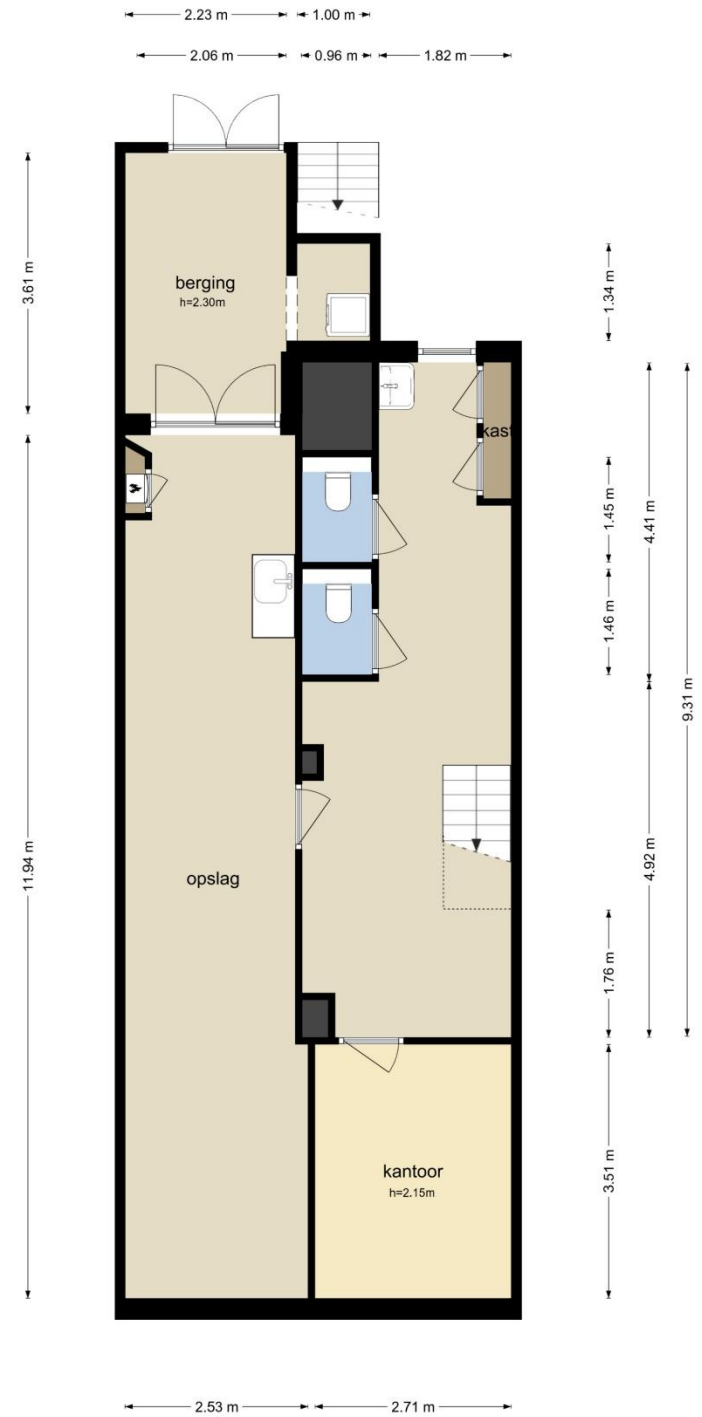 2.23 m
1.00 m
2.06 m
0.96 m
1.82 m
3.61 m
berging
h=2.30m
1.34 m
kast
1.45 m
4.41 m
1.46 m
9.31 m
11.94 m
opslag
4.92 m
1.76 m
kantoor
h=2.15m
3.51 m
2.53 m
2.71 m